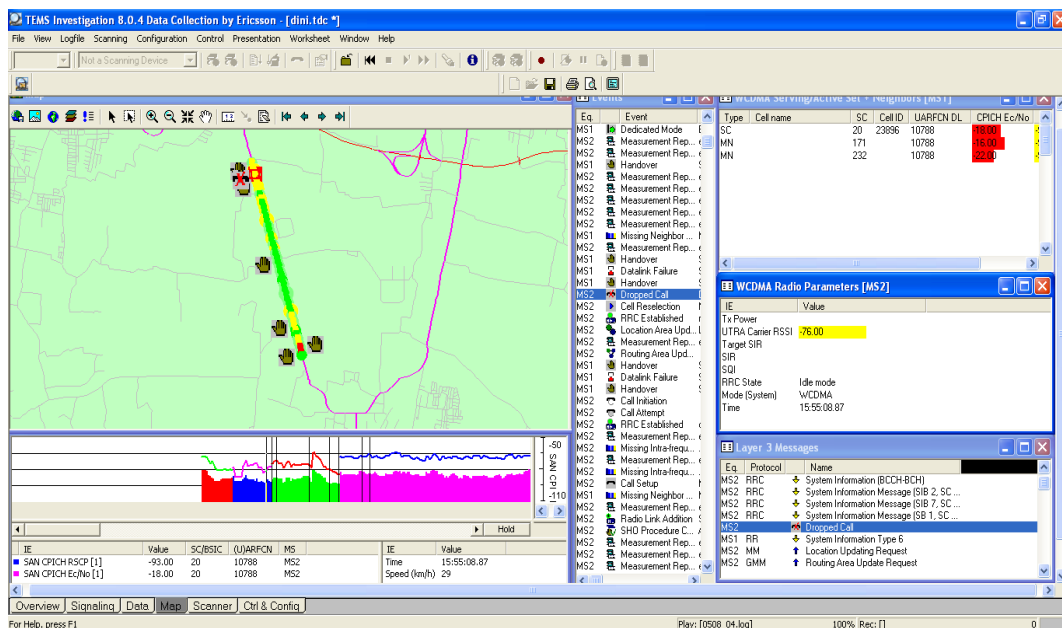 TEMS Investigation 8.0.4 Data Collection by Ericsson - [dini.tdc *]
File View Logfile Scanning Configuration Control Presentation Worksheet Window Help
Not a Scanning Device
Events
Eq. Event
MS1 Dedicated Mode
MS2 Measurement Rep...
MS2 Measurement Rep...
MS1 Handover
MS2 Measurement Rep...
MS2 Measurement Rep...
MS2 Measurement Rep...
MS2 Measurement Rep...
MS1 Missing Neighbor ...
MS2 Measurement Rep...
MS1 Handover
MS1 Datalink Failure
MS1 Handover
MS2 Dropped Call
MS2 Cell Reselection
MS2 RRC Established
MS2 Location Area Upd...
MS2 Measurement Rep...
MS2 Routing Area Upd...
MS1 Handover
MS1 Datalink Failure
MS1 Handover
MS2 Call Initiation
MS2 Call Attempt
MS2 RRC Established
MS2 Measurement Rep...
MS2 Missing Intra-frequ...
MS2 Measurement Rep...
MS2 Missing Intra-frequ...
MS2 Call Setup
MS1 Missing Neighbor ...
MS2 Measurement Rep...
MS2 Radio Link Addition
MS2 SHO Procedure C...
MS2 Measurement Rep...
MS2 Measurement Rep...
MS2 Measurement Rep...
WCDMA Serving/Active Set + Neighbors [MS1]
Type Cell name SC Cell ID UARFCN DL CPICH Ec/No
SC 20 23896 10788 -18.00
MN 171 10788 -16.00
MN 232 10788 -22.00
WCDMA Radio Parameters [MS2]
IE Value
Tx Power
UTRA Carrier RSSI -76.00
Target SIR
SIR
SQI
RRC State Idle mode
Mode (System) WCDMA
Time 15:55:08.87
Layer 3 Messages
Eq. Protocol Name
MS2 RRC System Information (BCCH-BCH)
MS2 RRC System Information Message (SIB 2, SC ...
MS2 RRC System Information Message (SIB 7, SC ...
MS2 RRC System Information Message (SB 1, SC ...
MS2 Dropped Call
MS1 RR System Information Type 6
MS2 MM Location Updating Request
MS2 GMM Routing Area Update Request
-50
SAN CPI
-110
Hold
IE Value SC/BSIC (U)ARFCN MS
SAN CPICH RSCP [1] -93.00 20 10788 MS2
SAN CPICH Ec/No [1] -18.00 20 10788 MS2
IE Value
Time 15:55:08.87
Speed (km/h) 29
Overview Signaling Data Map Scanner Ctrl & Config
For Help, press F1
Play: [0508_04.log] 100% Rec: [] 0